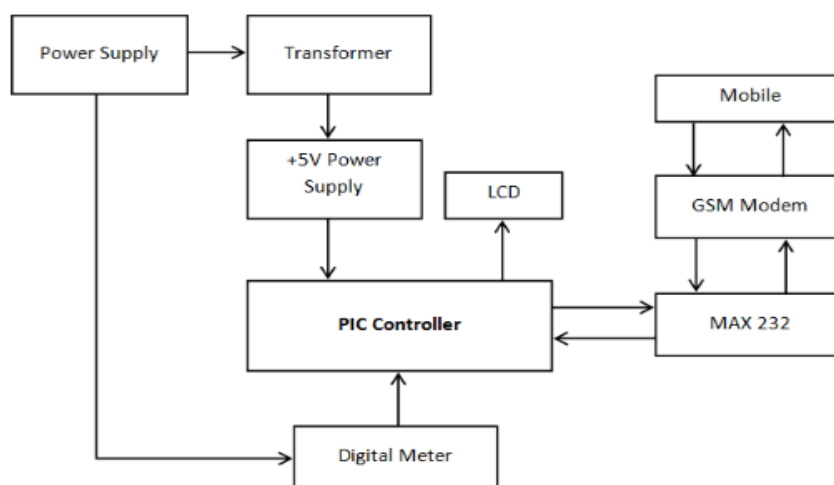 Power Supply
Transformer
Mobile
+5V Power
Supply
LCD
GSM Modem
PIC Controller
MAX 232
Digital Meter